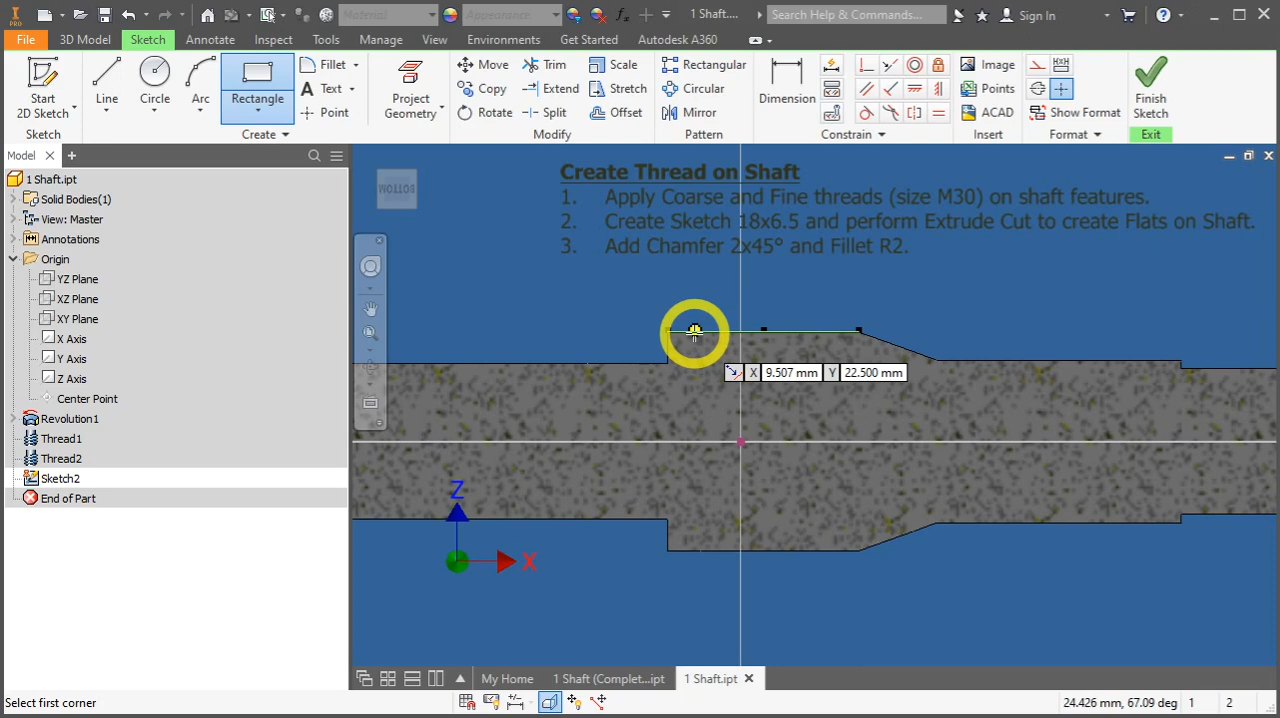 PRO
Material
Appearance
1 Shaft....
Search Help & Commands...
Sign In
File
3D Model
Sketch
Annotate
Inspect
Tools
Manage
View
Environments
Get Started
Autodesk A360
Start
2D Sketch
Line
Circle
Arc
Rectangle
Fillet
Text
Point
Project
Geometry
Move
Copy
Rotate
Trim
Extend
Split
Scale
Stretch
Offset
Rectangular
Circular
Mirror
Dimension
Image
Points
ACAD
Show Format
Finish
Sketch
Sketch
Create
Modify
Pattern
Constrain
Insert
Format
Exit
Model
1 Shaft.ipt
Solid Bodies(1)
View: Master
Annotations
Origin
YZ Plane
XZ Plane
XY Plane
X Axis
Y Axis
Z Axis
Center Point
Revolution1
Thread1
Thread2
Sketch2
End of Part
BOTTOM
Create Thread on Shaft
1. Apply Coarse and Fine threads (size M30) on shaft features.
2. Create Sketch 18x6.5 and perform Extrude Cut to create Flats on Shaft.
3. Add Chamfer 2x45° and Fillet R2.
X 9.507 mm Y 22.500 mm
Z
X
My Home
1 Shaft (Complet...ipt
1 Shaft.ipt
Select first corner
24.426 mm, 67.09 deg 1 2